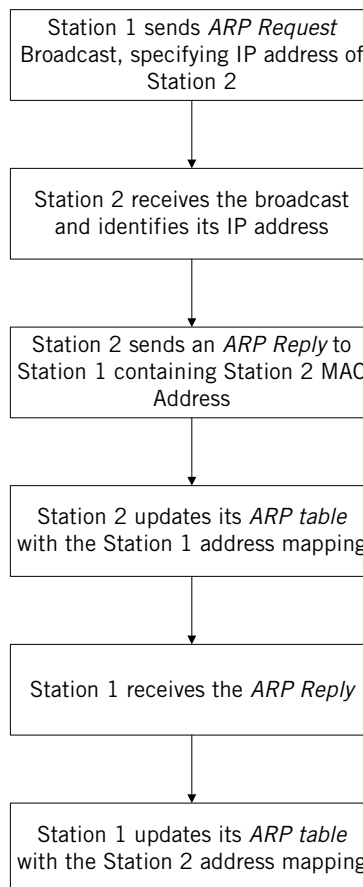 Station 1 sends ARP Request
Broadcast, specifying IP address of
Station 2
Station 2 receives the broadcast
and identifies its IP address
Station 2 sends an ARP Reply to
Station 1 containing Station 2 MAC
Address
Station 2 updates its ARP table
with the Station 1 address mapping
Station 1 receives the ARP Reply
Station 1 updates its ARP table
with the Station 2 address mapping